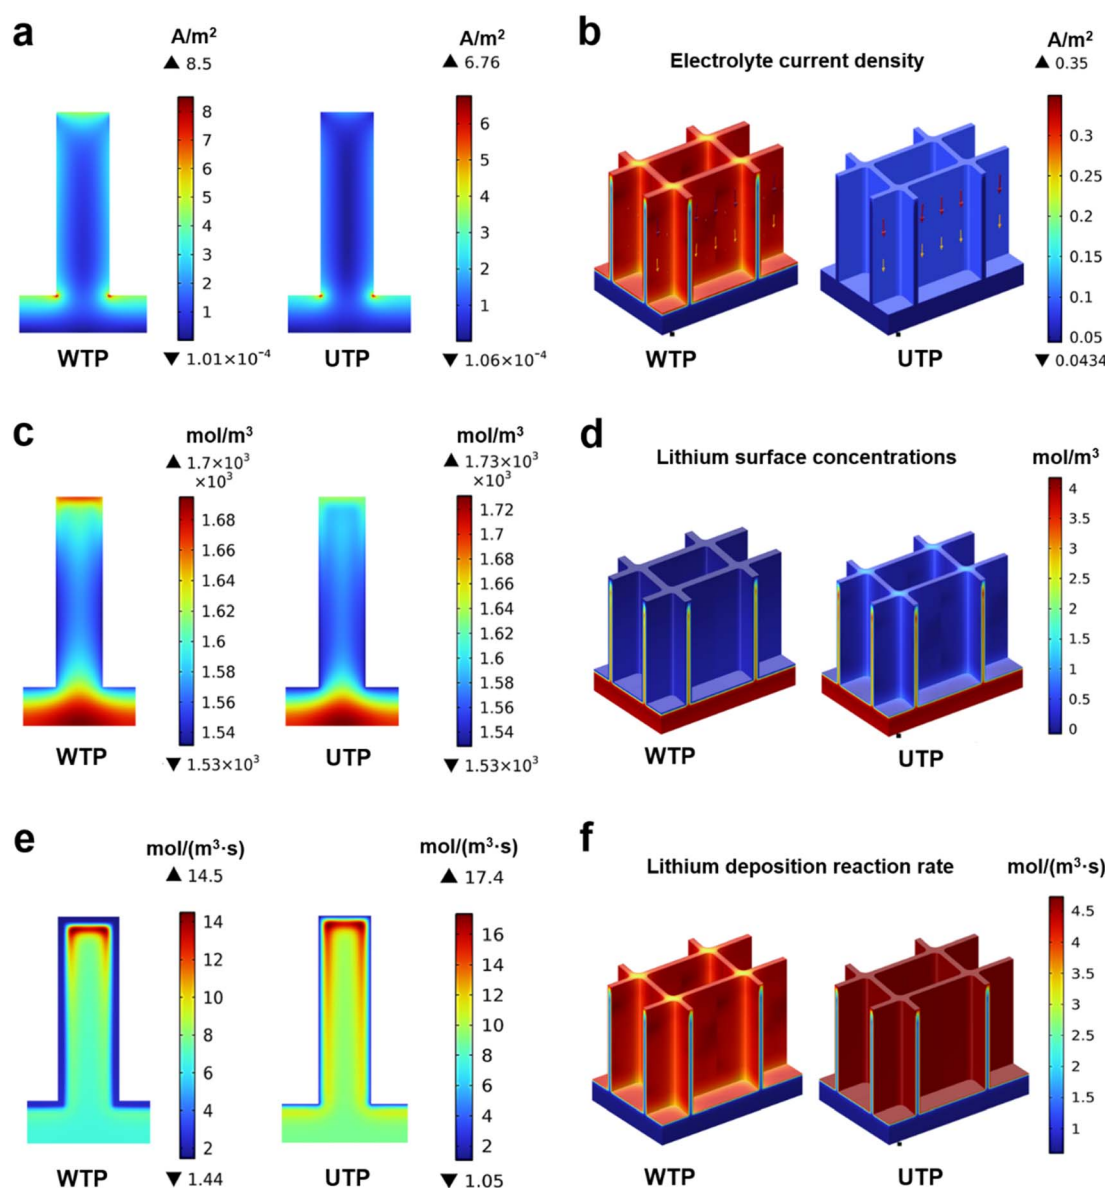 a
A/m²
▲ 8.5
8
7
6
5
4
3
2
1
▼ 1.01×10⁻⁴
WTP
A/m²
▲ 6.76
6
5
4
3
2
1
▼ 1.06×10⁻⁴
UTP
b
Electrolyte current density
A/m²
▲ 0.35
0.3
0.25
0.2
0.15
0.1
0.05
▼ 0.0434
WTP
UTP
c
mol/m³
▲ 1.7×10³
×10³
1.68
1.66
1.64
1.62
1.6
1.58
1.56
1.54
▼ 1.53×10³
WTP
mol/m³
▲ 1.73×10³
×10³
1.72
1.7
1.68
1.66
1.64
1.62
1.6
1.58
1.56
1.54
▼ 1.53×10³
UTP
d
Lithium surface concentrations
mol/m³
4
3.5
3
2.5
2
1.5
1
0.5
0
WTP
UTP
e
mol/(m³·s)
▲ 14.5
14
12
10
8
6
4
2
▼ 1.44
WTP
mol/(m³·s)
▲ 17.4
16
14
12
10
8
6
4
2
▼ 1.05
UTP
f
Lithium deposition reaction rate
mol/(m³·s)
4.5
4
3.5
3
2.5
2
1.5
1
WTP
UTP